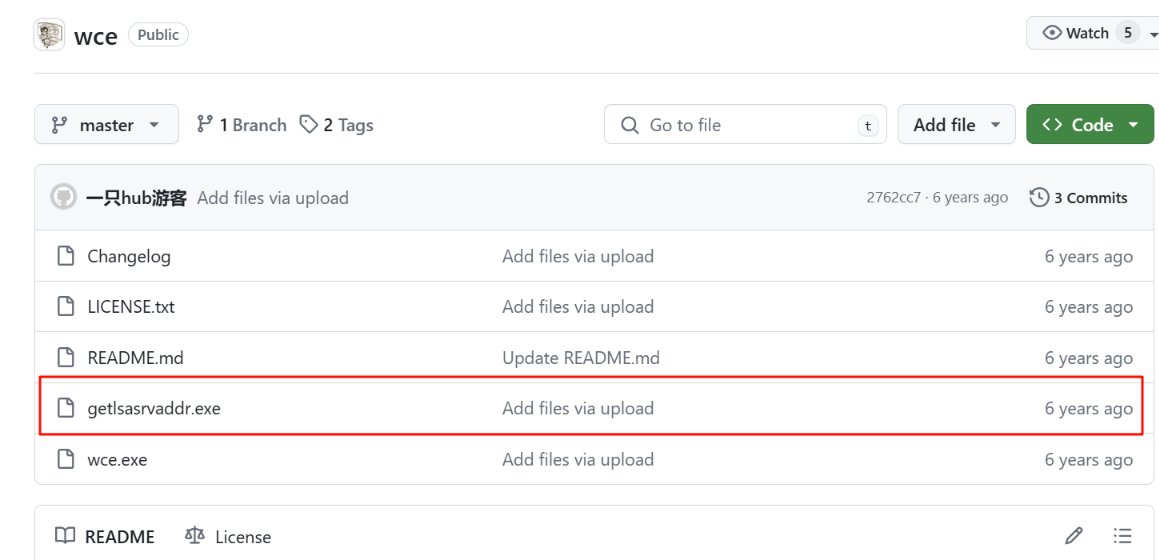 wce Public Watch 5
master 1 Branch 2 Tags Go to file t Add file Code
一只hub游客 Add files via upload 2762cc7 · 6 years ago 3 Commits
Changelog Add files via upload 6 years ago
LICENSE.txt Add files via upload 6 years ago
README.md Update README.md 6 years ago
getlsasrvaddr.exe Add files via upload 6 years ago
wce.exe Add files via upload 6 years ago
README License